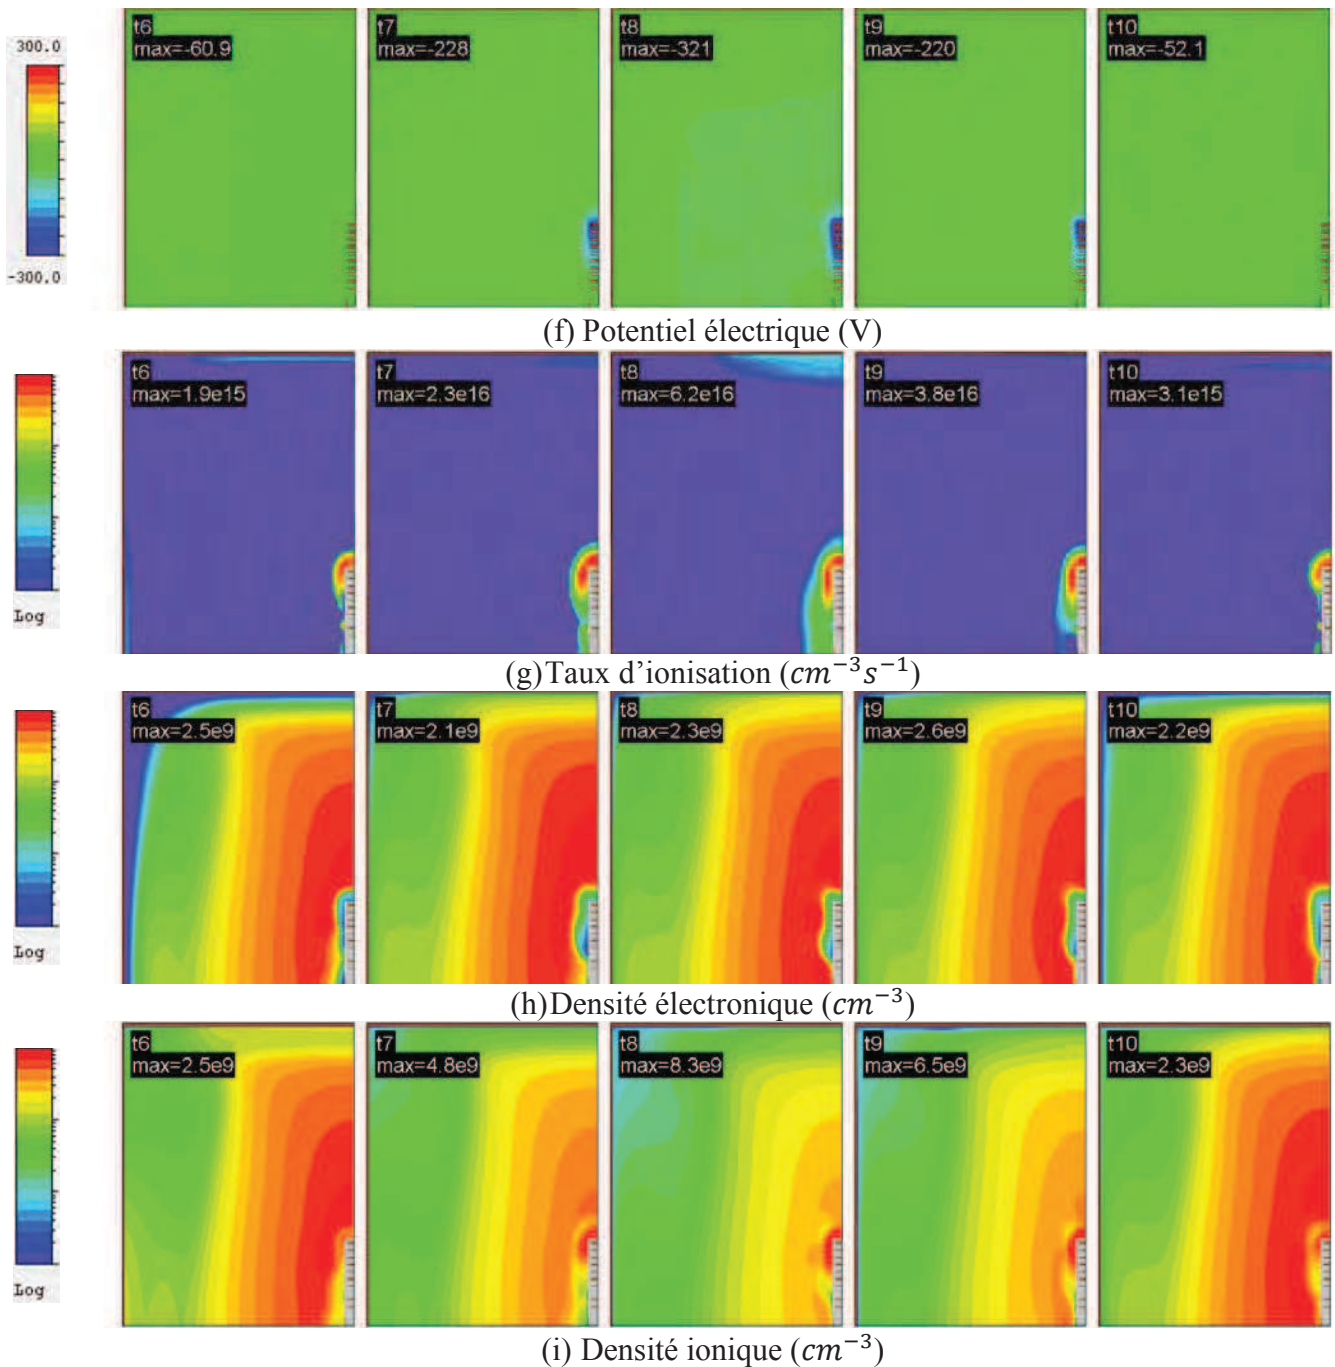 300.0
-300.0
t6
max=-60.9
t7
max=-228
t8
max=-321
t9
max=-220
t10
max=-52.1
(f) Potentiel électrique (V)
Log
t6
max=1.9e15
t7
max=2.3e16
t8
max=6.2e16
t9
max=3.8e16
t10
max=3.1e15
(g)Taux d’ionisation (cm⁻³s⁻¹)
Log
t6
max=2.5e9
t7
max=2.1e9
t8
max=2.3e9
t9
max=2.6e9
t10
max=2.2e9
(h)Densité électronique (cm⁻³)
Log
t6
max=2.5e9
t7
max=4.8e9
t8
max=8.3e9
t9
max=6.5e9
t10
max=2.3e9
(i) Densité ionique (cm⁻³)